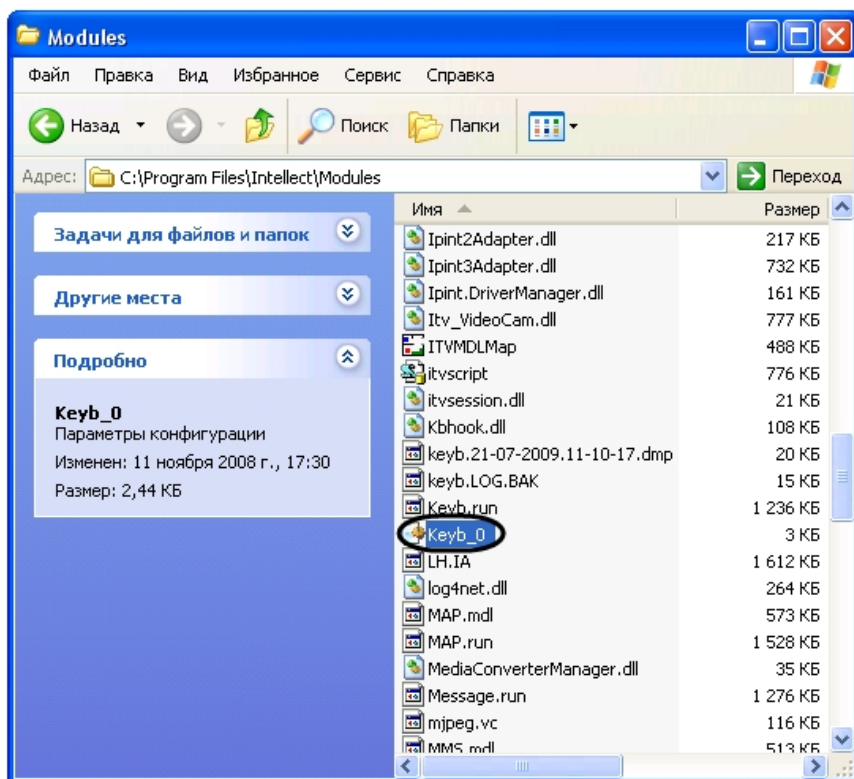 Modules
Файл Правка Вид Избранное Сервис Справка
Назад Поиск Папки
Адрес: C:\Program Files\Intellect\Modules Переход
Задачи для файлов и папок
Другие места
Подробно
Keyb_0
Параметры конфигурации
Изменен: 11 ноября 2008 г., 17:30
Размер: 2,44 КБ
Имя Размер
Ipint2Adapter.dll 217 КБ
Ipint3Adapter.dll 732 КБ
Ipint.DriverManager.dll 161 КБ
Itv_VideoCam.dll 777 КБ
ITVMDLMap 488 КБ
itvscript 776 КБ
itvsession.dll 21 КБ
Kbhook.dll 108 КБ
keyb.21-07-2009.11-10-17.dmp 20 КБ
keyb.LOG.BAK 15 КБ
Keyb.run 1 236 КБ
Keyb_0 3 КБ
LH.IA 1 612 КБ
log4net.dll 264 КБ
MAP.mdl 573 КБ
MAP.run 1 528 КБ
MediaConverterManager.dll 35 КБ
Message.run 1 276 КБ
mjpeg.vc 116 КБ
MMS.mdl 513 КБ